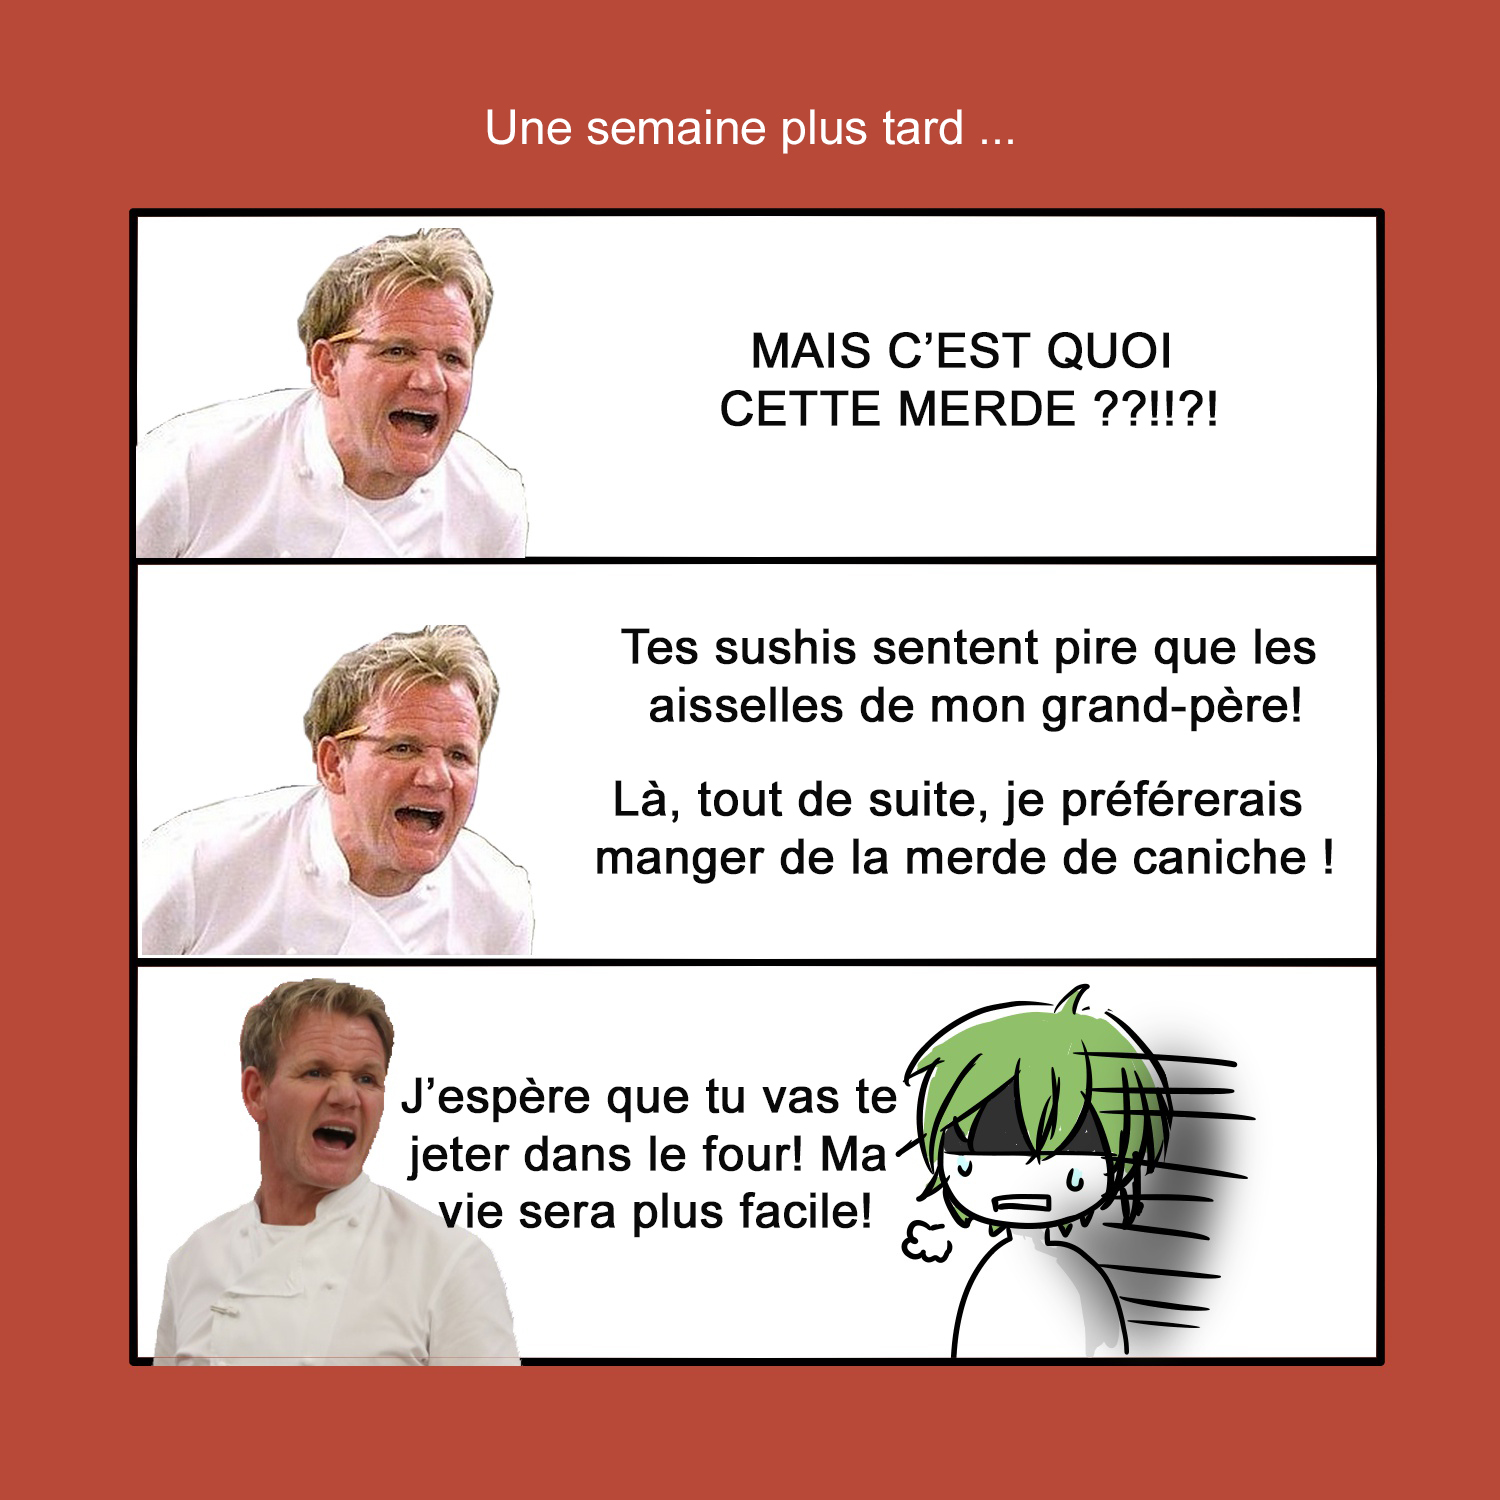 Une semaine plus tard ...
MAIS C’EST QUOI
CETTE MERDE ??!!?!
Tes sushis sentent pire que les
aisselles de mon grand-père!
Là, tout de suite, je préférerais
manger de la merde de caniche !
J’espère que tu vas te
jeter dans le four! Ma
vie sera plus facile!